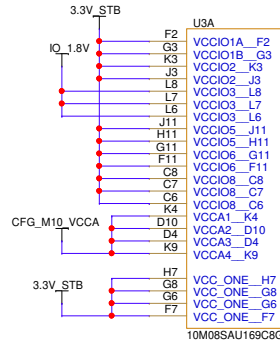 3.3V_STB
U3A
F2 VCCIO1A__F2
IO_1.8V
G3 VCCIO1B__G3
K3 VCCIO2__K3
J3 VCCIO2__J3
L8 VCCIO3__L8
L7 VCCIO3__L7
L6 VCCIO3__L6
J11 VCCIO5__J11
H11 VCCIO5__H11
G11 VCCIO6__G11
F11 VCCIO6__F11
C8 VCCIO8__C8
C7 VCCIO8__C7
C6 VCCIO8__C6
K4 VCCA1__K4
CFG_M10_VCCA
D10 VCCA2__D10
D4 VCCA3__D4
K9 VCCA4__K9
H7 VCC_ONE__H7
3.3V_STB
G8 VCC_ONE__G8
G6 VCC_ONE__G6
F7 VCC_ONE__F7
10M08SAU169C8G